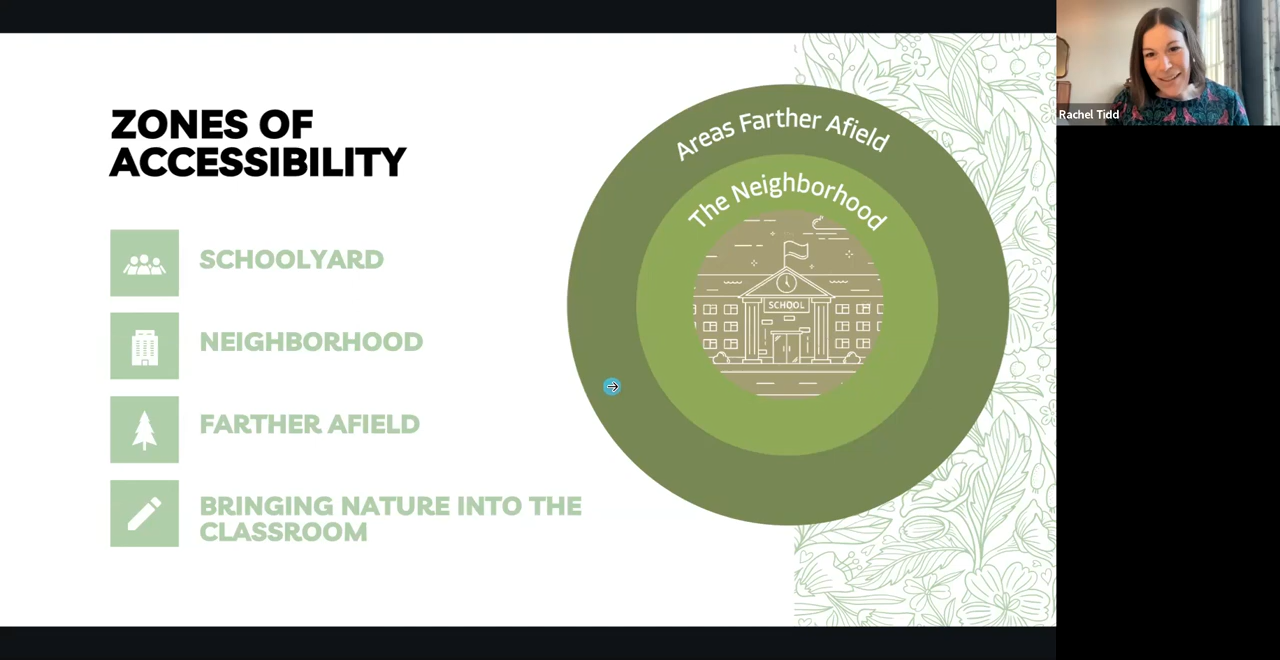 ZONES OF
ACCESSIBILITY
SCHOOLYARD
NEIGHBORHOOD
FARTHER AFIELD
BRINGING NATURE INTO THE
CLASSROOM
Areas Farther Afield
The Neighborhood
SCHOOL
Rachel Tidd